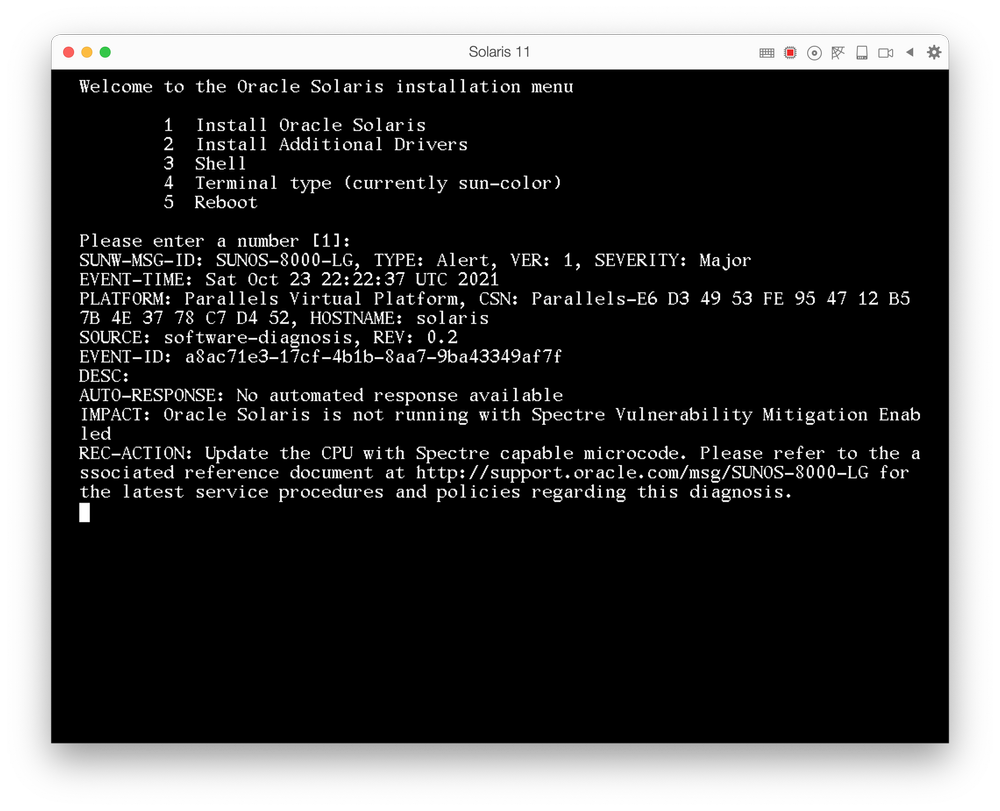 Solaris 11
Welcome to the Oracle Solaris installation menu
1 Install Oracle Solaris
2 Install Additional Drivers
3 Shell
4 Terminal type (currently sun-color)
5 Reboot
Please enter a number [1]:
SUNW-MSG-ID: SUNOS-8000-LG, TYPE: Alert, VER: 1, SEVERITY: Major
EVENT-TIME: Sat Oct 23 22:22:37 UTC 2021
PLATFORM: Parallels Virtual Platform, CSN: Parallels-E6 D3 49 53 FE 95 47 12 B5
7B 4E 37 78 C7 D4 52, HOSTNAME: solaris
SOURCE: software-diagnosis, REV: 0.2
EVENT-ID: a8ac71e3-17cf-4b1b-8aa7-9ba43349af7f
DESC:
AUTO-RESPONSE: No automated response available
IMPACT: Oracle Solaris is not running with Spectre Vulnerability Mitigation Enab
led
REC-ACTION: Update the CPU with Spectre capable microcode. Please refer to the a
ssociated reference document at http://support.oracle.com/msg/SUNOS-8000-LG for
the latest service procedures and policies regarding this diagnosis.